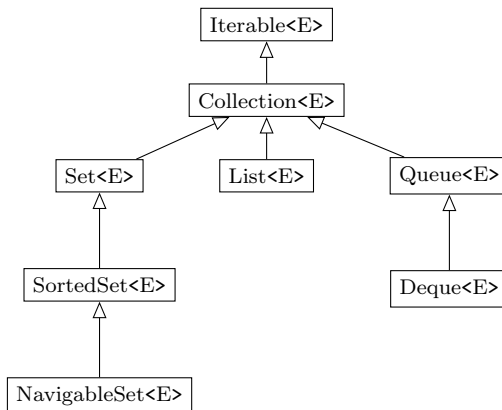 Iterable<E>
Collection<E>
Set<E>
List<E>
Queue<E>
SortedSet<E>
Deque<E>
NavigableSet<E>